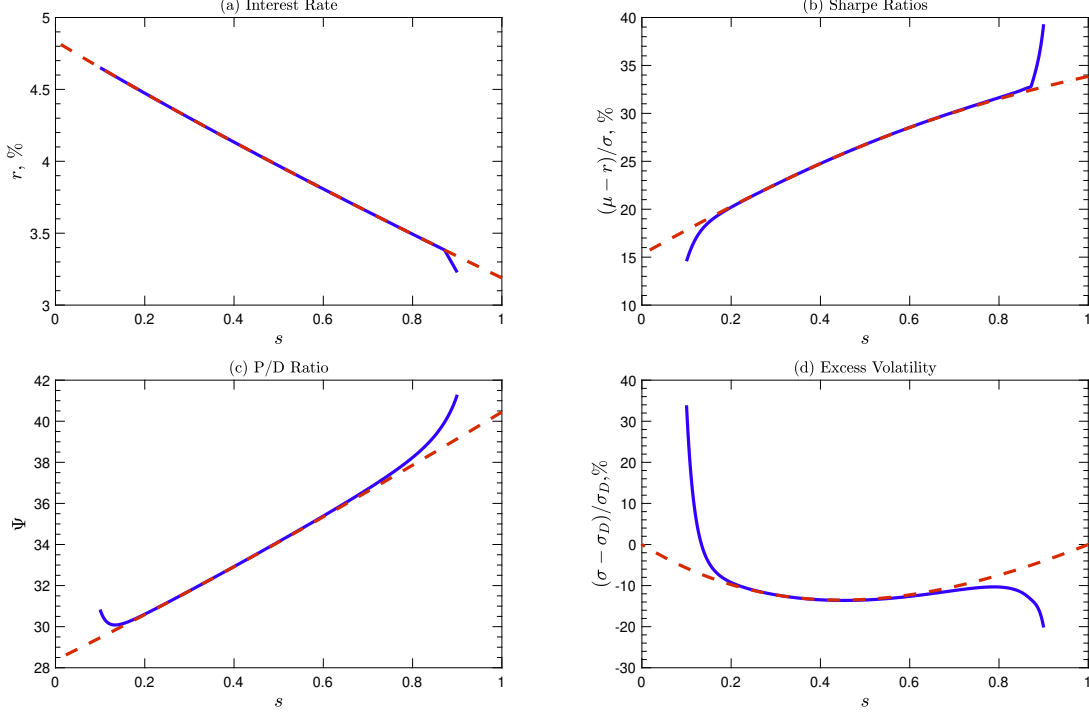 (a) Interest Rate
5
4.5
4
3.5
3
r, %
0 0.2 0.4 0.6 0.8 1
s
(b) Sharpe Ratios
40
35
30
25
20
15
10
(μ − r)/σ, %
0 0.2 0.4 0.6 0.8 1
s
(c) P/D Ratio
42
40
38
36
34
32
30
28
Ψ
0 0.2 0.4 0.6 0.8 1
s
(d) Excess Volatility
40
30
20
10
0
-10
-20
-30
(σ − σ_D)/σ_D,%
0 0.2 0.4 0.6 0.8 1
s